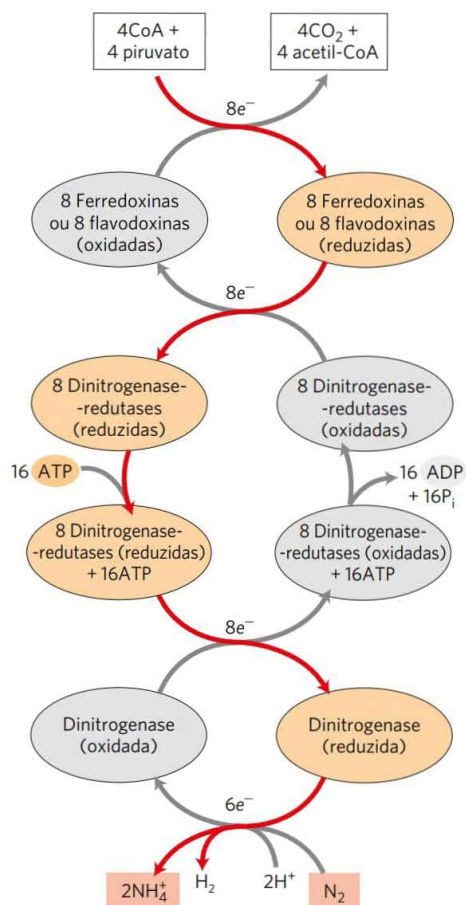 4CoA +
4 piruvato
4CO₂ +
4 acetil-CoA
8e⁻
8 Ferredoxinas
ou 8 flavodoxinas
(oxidadas)
8 Ferredoxinas
ou 8 flavodoxinas
(reduzidas)
8e⁻
8 Dinitrogenase-
-redutases
(reduzidas)
8 Dinitrogenase-
-redutases
(oxidadas)
16 ATP
16 ADP
+ 16Pᵢ
8 Dinitrogenase-
-redutases (reduzidas)
+ 16ATP
8 Dinitrogenase-
-redutases (oxidadas)
+ 16ATP
8e⁻
Dinitrogenase
(oxidada)
Dinitrogenase
(reduzida)
6e⁻
2NH₄⁺
H₂
2H⁺
N₂